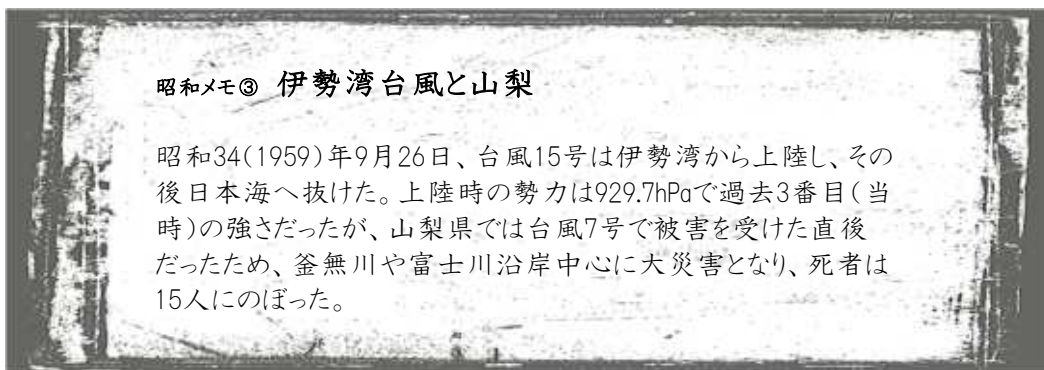 昭和メモ③ 伊勢湾台風と山梨
昭和34(1959)年9月26日、台風15号は伊勢湾から上陸し、その
後日本海へ抜けた。上陸時の勢力は929.7hPaで過去3番目(当
時)の強さだったが、山梨県では台風7号で被害を受けた直後
だったため、釜無川や富士川沿岸中心に大災害となり、死者は
15人にのぼった。